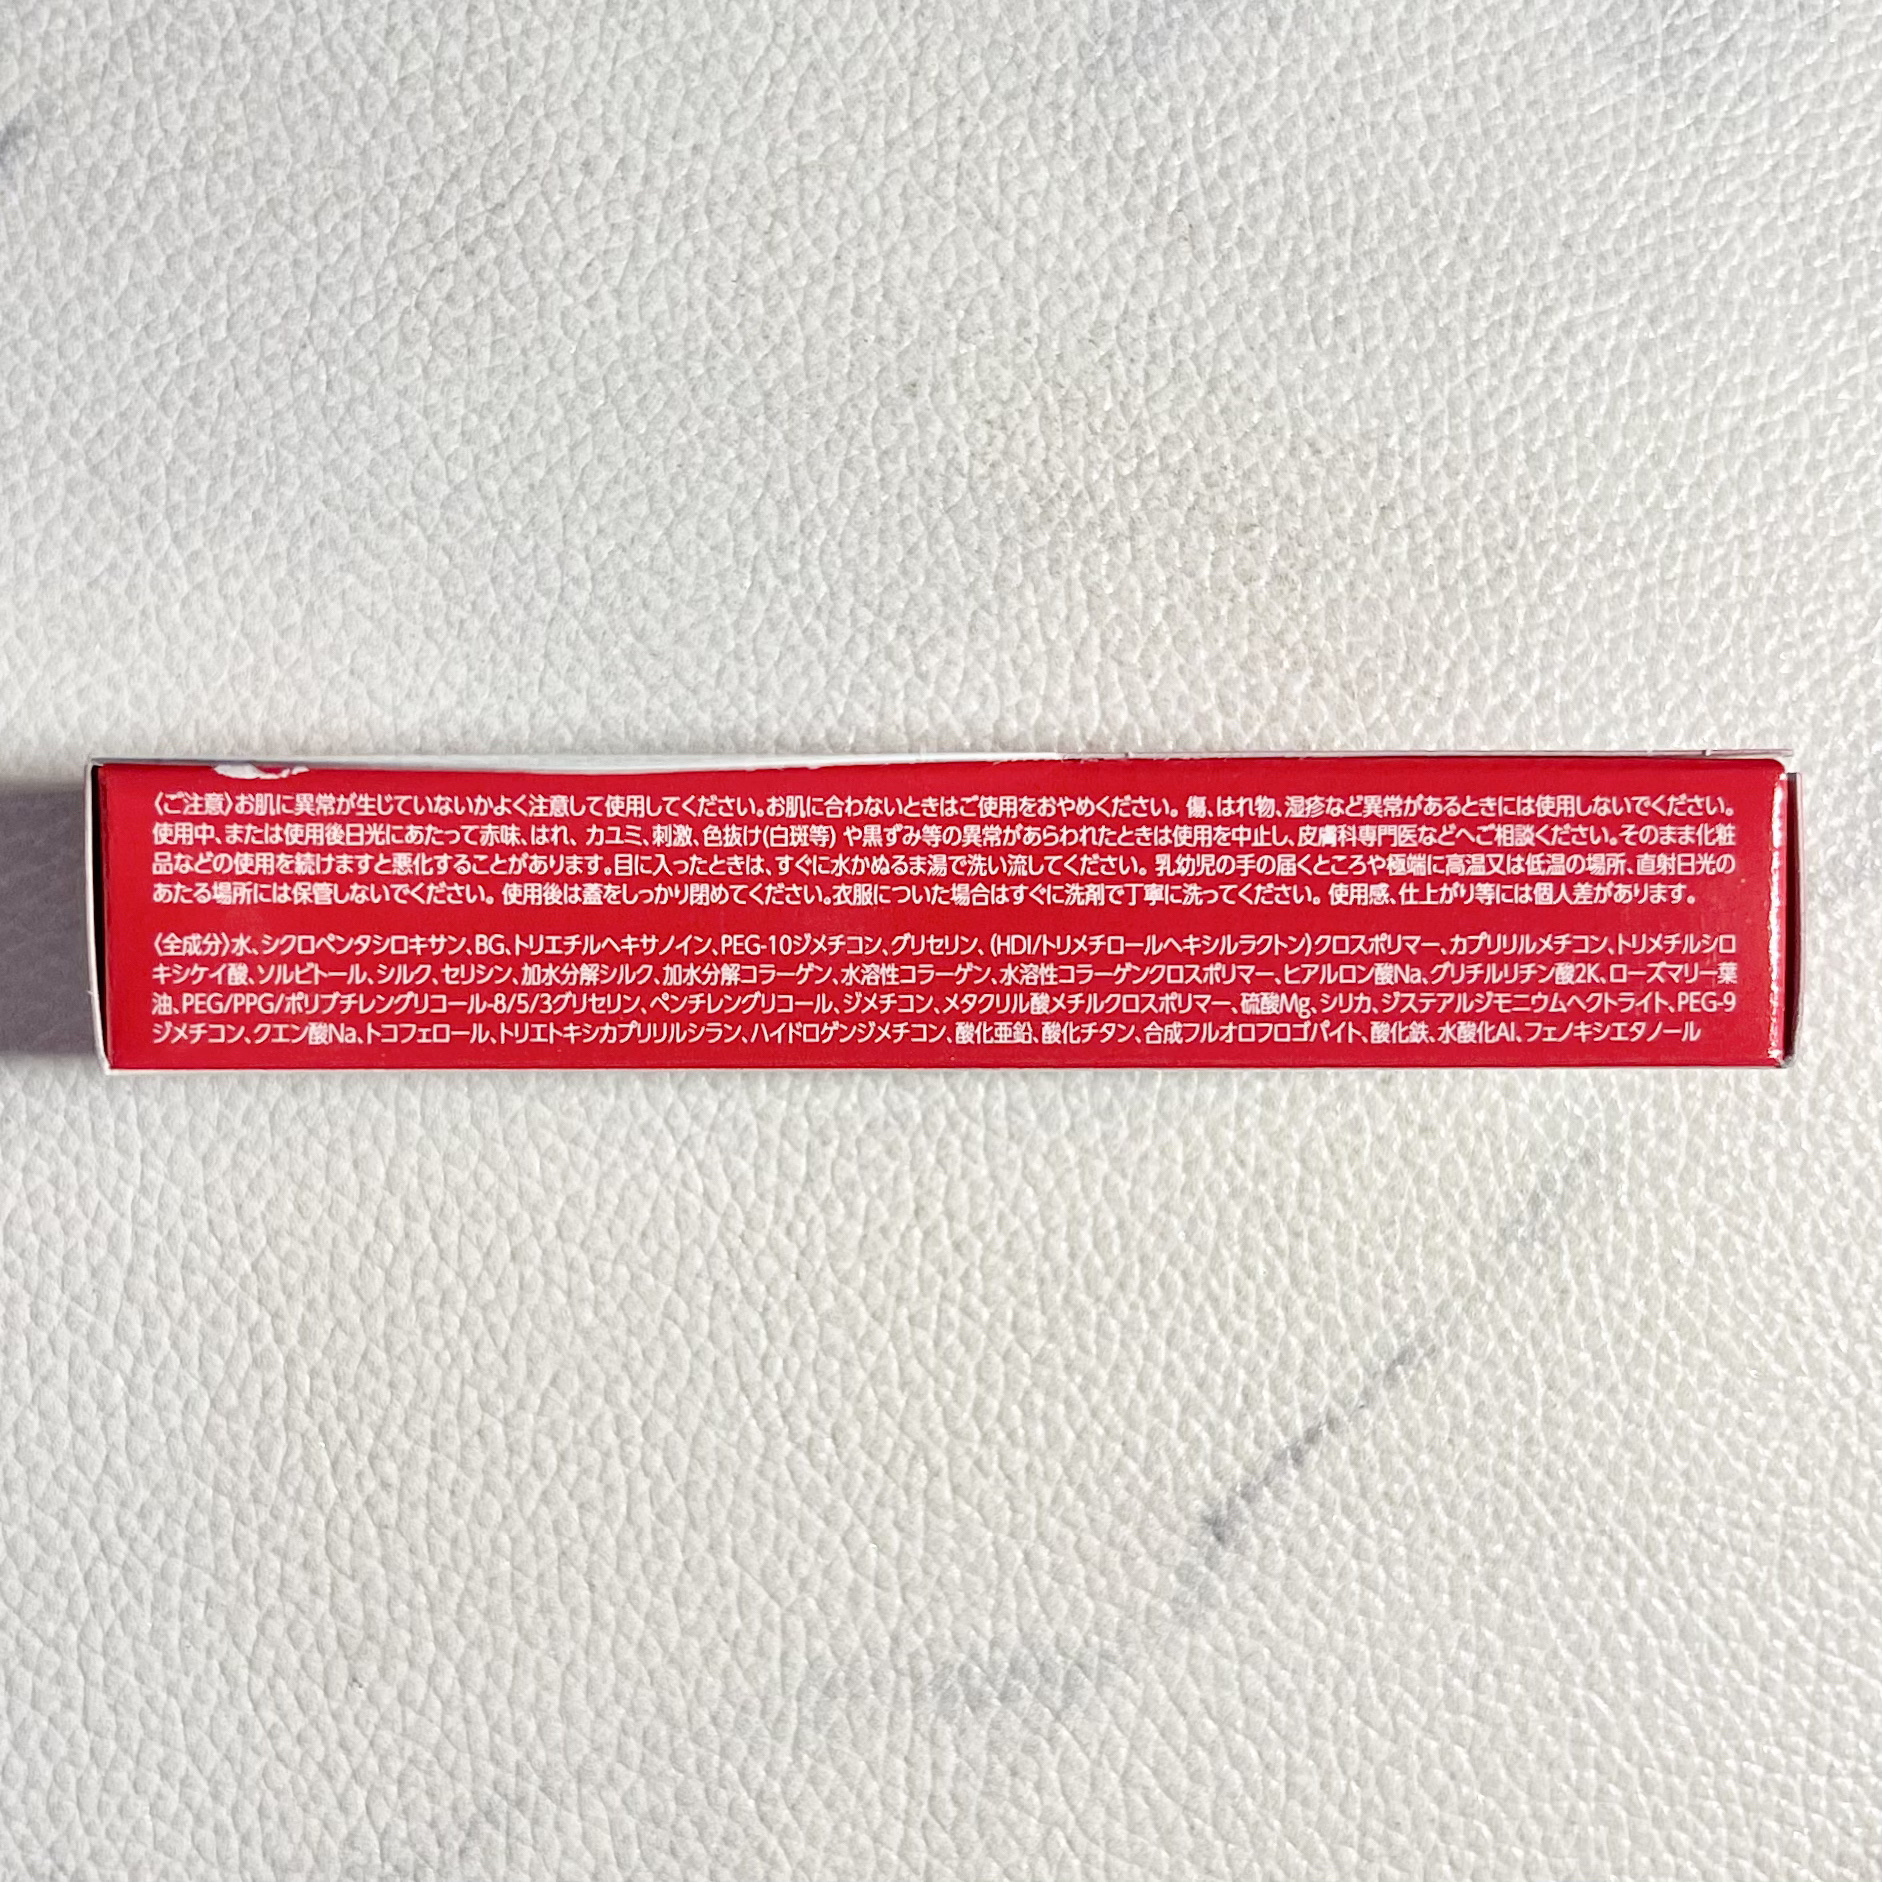 〈ご注意〉お肌に異常が生じていないかよく注意して使用してください。お肌に合わないときはご使用をおやめください。傷、はれ物、湿疹など異常があるときには使用しないでください。
使用中、または使用後日光にあたって赤味、はれ、カユミ、刺激、色抜け(白斑等)や黒ずみ等の異常があらわれたときは使用を中止し、皮膚科専門医などへご相談ください。そのまま化粧
品などの使用を続けますと悪化することがあります。目に入ったときは、すぐに水かぬるま湯で洗い流してください。乳幼児の手の届くところや極端に高温又は低温の場所、直射日光の
あたる場所には保管しないでください。使用後は蓋をしっかり閉めてください。衣服についた場合はすぐに洗剤で丁寧に洗ってください。使用感、仕上がり等には個人差があります。
〈全成分〉水、シクロペンタシロキサン、BG、トリエチルヘキサノイン、PEG-10ジメチコン、グリセリン、(HDI/トリメチロールヘキシルラクトン)クロスポリマー、カプリリルメチコン、トリメチルシロ
キシケイ酸、ソルビトール、シルク、セリシン、加水分解シルク、加水分解コラーゲン、水溶性コラーゲン、水溶性コラーゲンクロスポリマー、ヒアルロン酸Na、グリチルリチン酸2K、ローズマリー葉
油、PEG/PPG/ポリブチレングリコール-8/5/3グリセリン、ペンチレングリコール、ジメチコン、メタクリル酸メチルクロスポリマー、硫酸Mg、シリカ、ジステアルジモニウムヘクトライト、PEG-9
ジメチコン、クエン酸Na、トコフェロール、トリエトキシカプリリルシラン、ハイドロゲンジメチコン、酸化亜鉛、酸化チタン、合成フルオロフロゴパイト、酸化鉄、水酸化Al、フェノキシエタノール